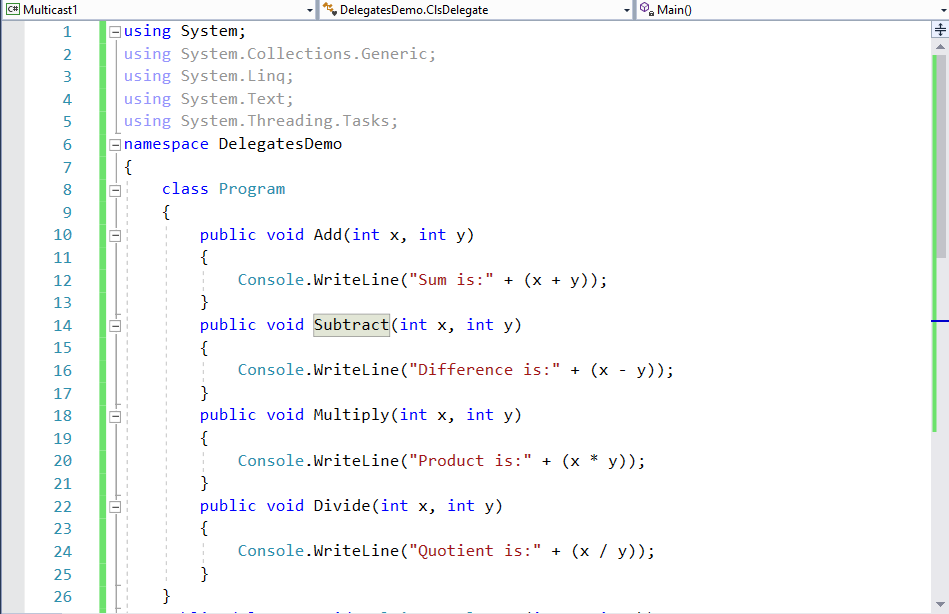 C# Multicast1 DelegatesDemo.ClsDelegate Main()
1 using System;
2 using System.Collections.Generic;
3 using System.Linq;
4 using System.Text;
5 using System.Threading.Tasks;
6 namespace DelegatesDemo
7 {
8 class Program
9 {
10 public void Add(int x, int y)
11 {
12 Console.WriteLine("Sum is:" + (x + y));
13 }
14 public void Subtract(int x, int y)
15 {
16 Console.WriteLine("Difference is:" + (x - y));
17 }
18 public void Multiply(int x, int y)
19 {
20 Console.WriteLine("Product is:" + (x * y));
21 }
22 public void Divide(int x, int y)
23 {
24 Console.WriteLine("Quotient is:" + (x / y));
25 }
26 }